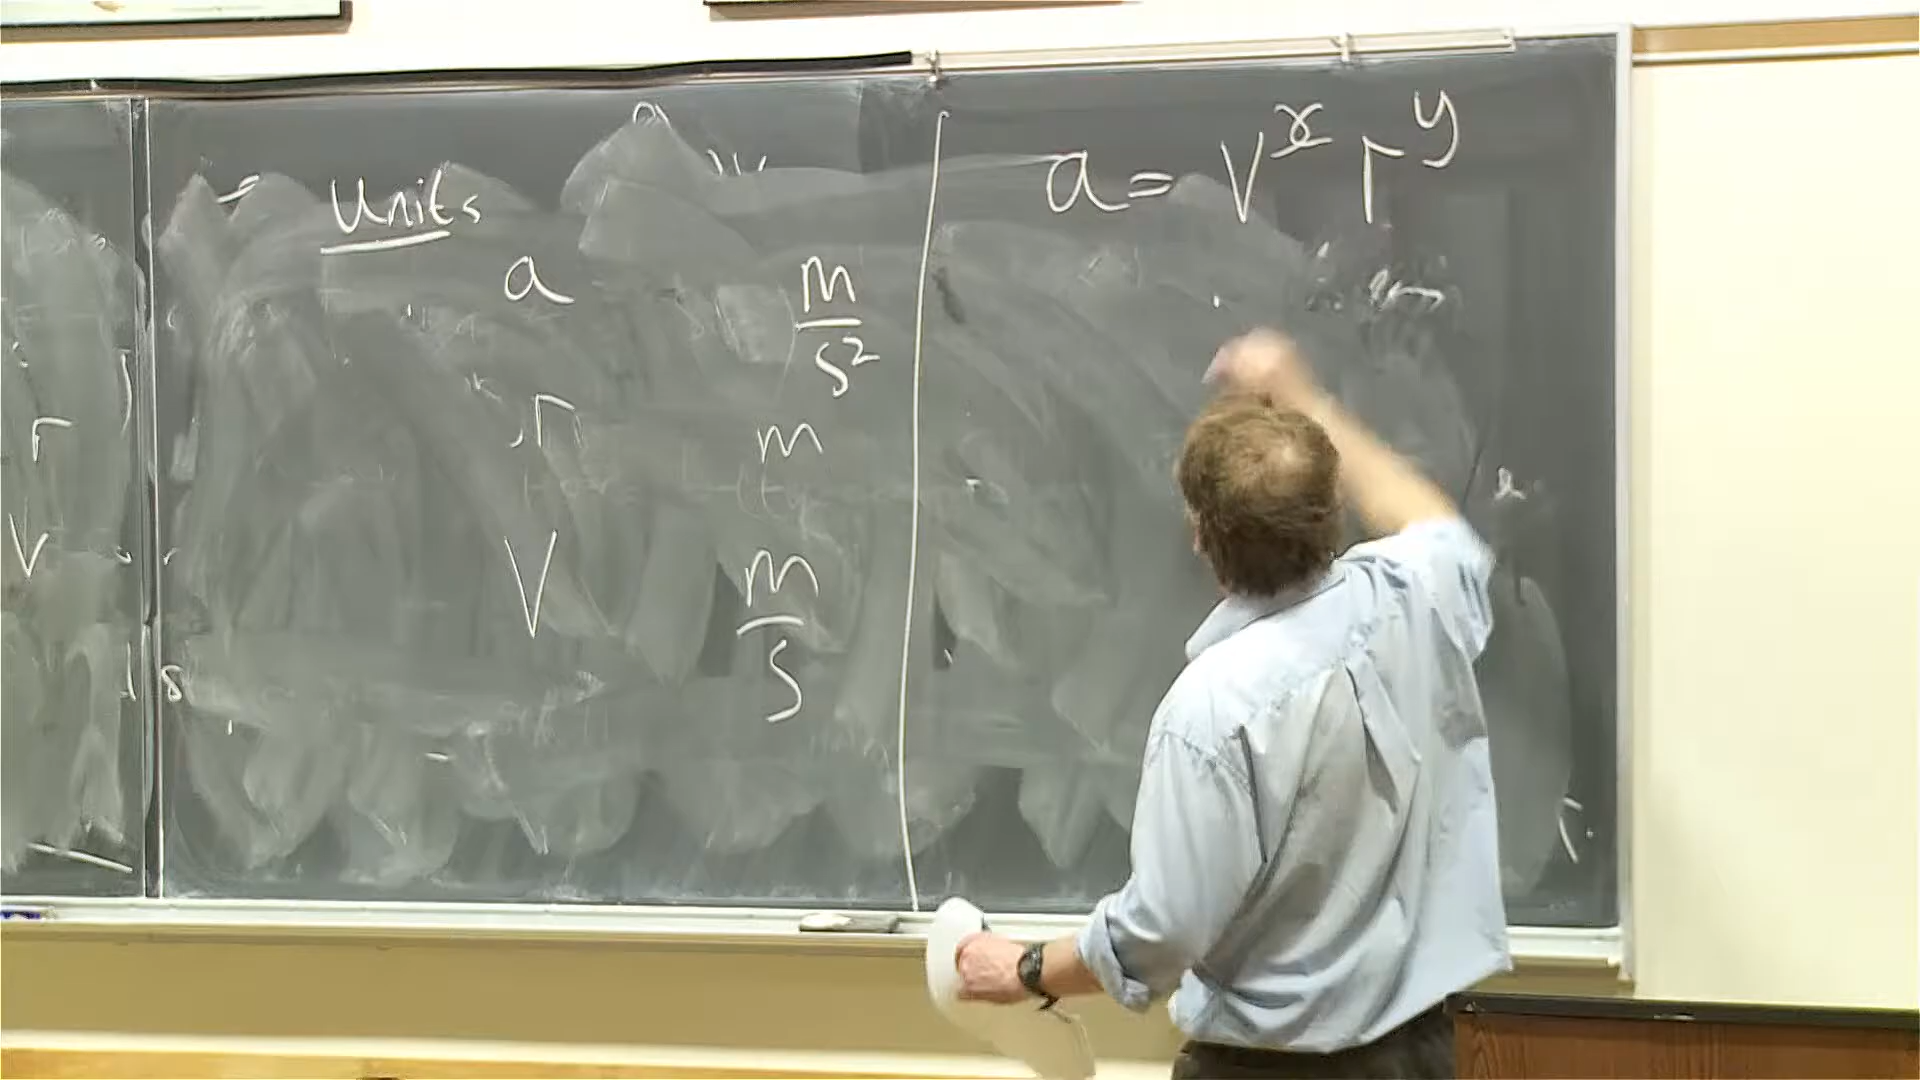 r
V
Units
a m/s²
r m
V m/s
a = V^x r^y